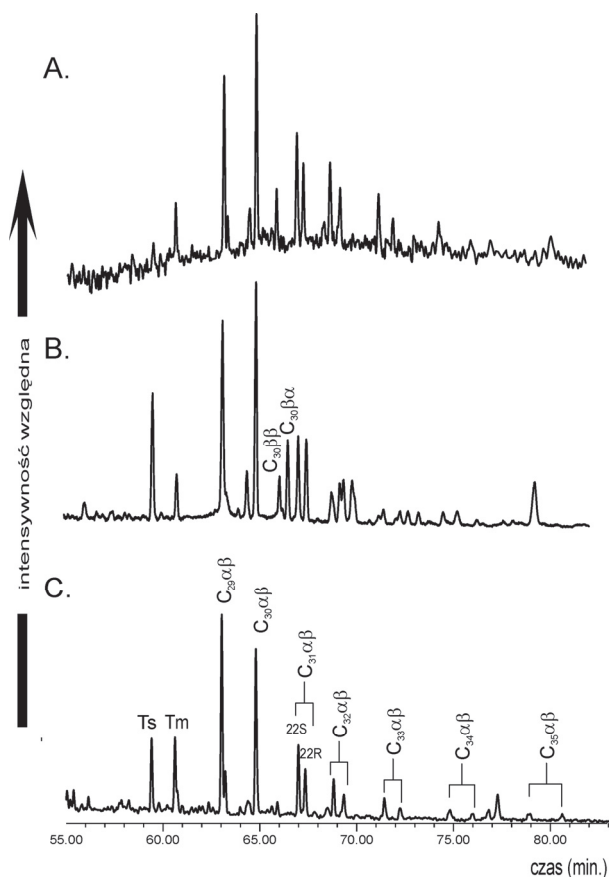 A.
intensywność względna
B.
C₃₀ββ
C₃₀βα
C.
C₂₉αβ
C₃₀αβ
C₃₁αβ
C₃₂αβ
C₃₃αβ
C₃₄αβ
C₃₅αβ
Ts
Tm
22S
22R
55.00 60.00 65.00 70.00 75.00 80.00
czas (min.)